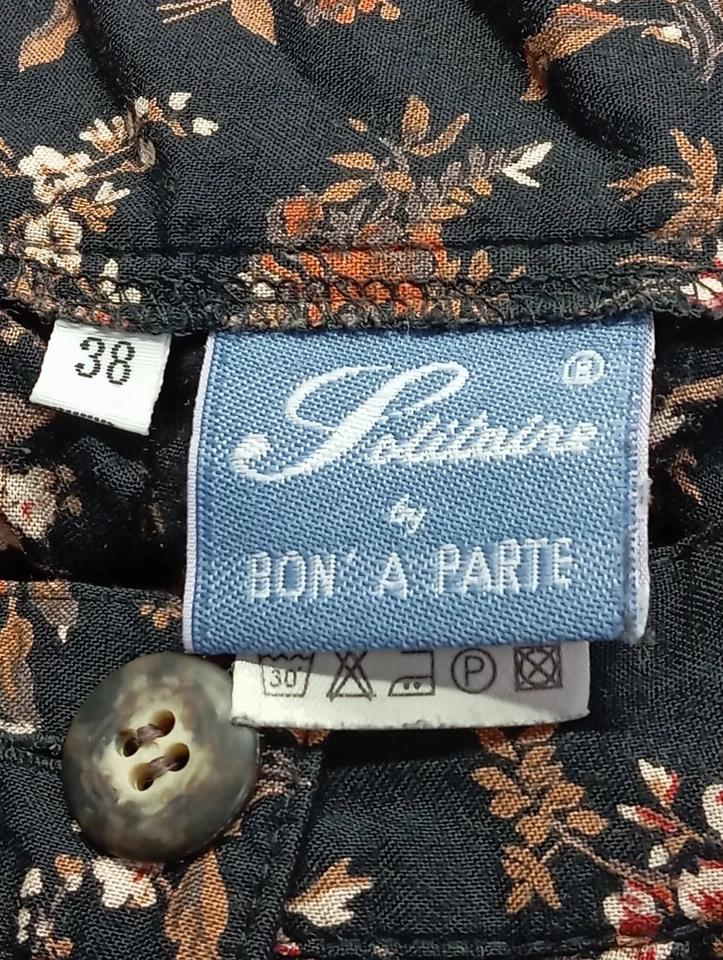 38
Solitaire ®
by
BON' A PARTE
30 P